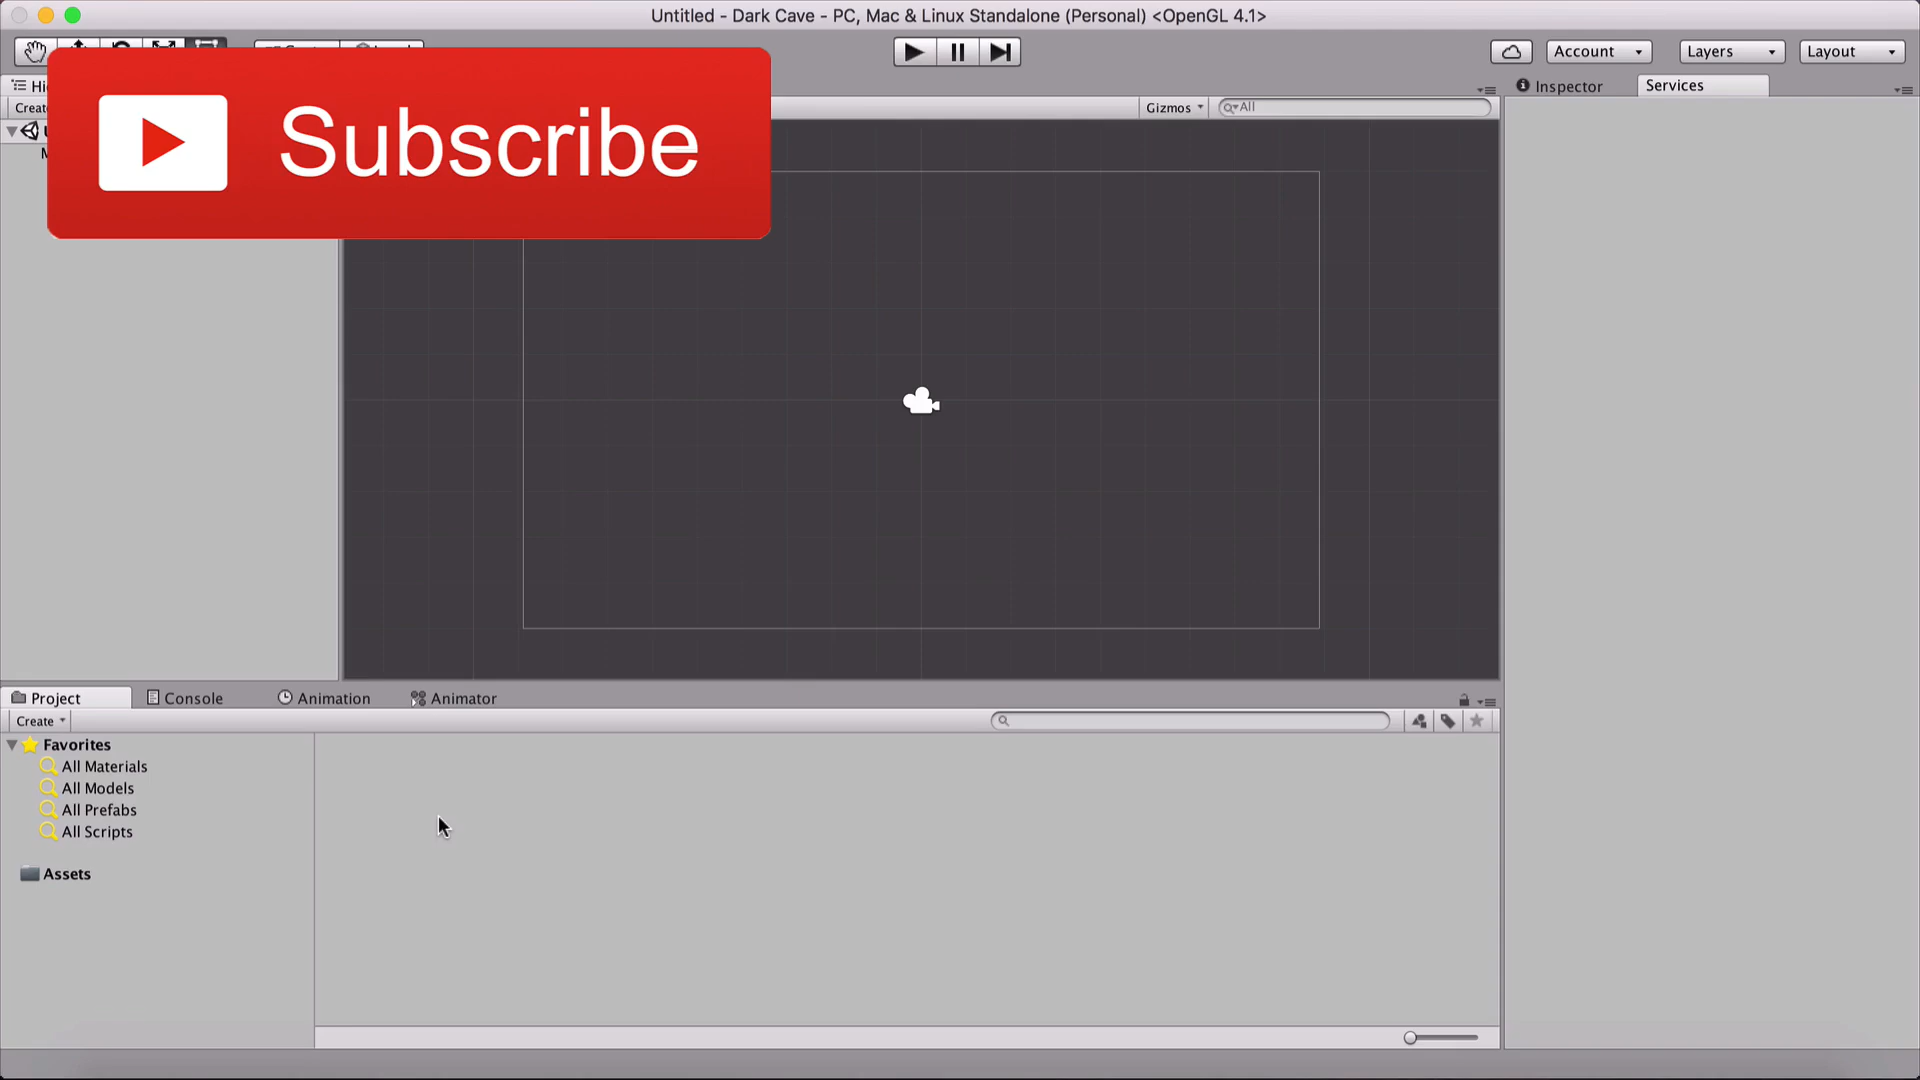 Untitled - Dark Cave - PC, Mac & Linux Standalone (Personal) <OpenGL 4.1>
Account
Layers
Layout
Subscribe
Gizmos
All
Inspector
Services
Project
Console
Animation
Animator
Create
Favorites
All Materials
All Models
All Prefabs
All Scripts
Assets